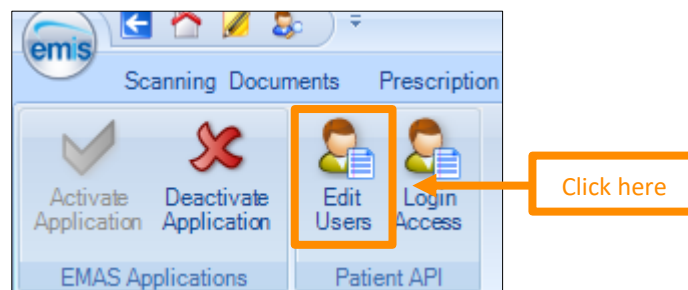 emis
Scanning Documents Prescription
Activate Application
Deactivate Application
Edit Users
Login Access
Click here
EMAS Applications
Patient API